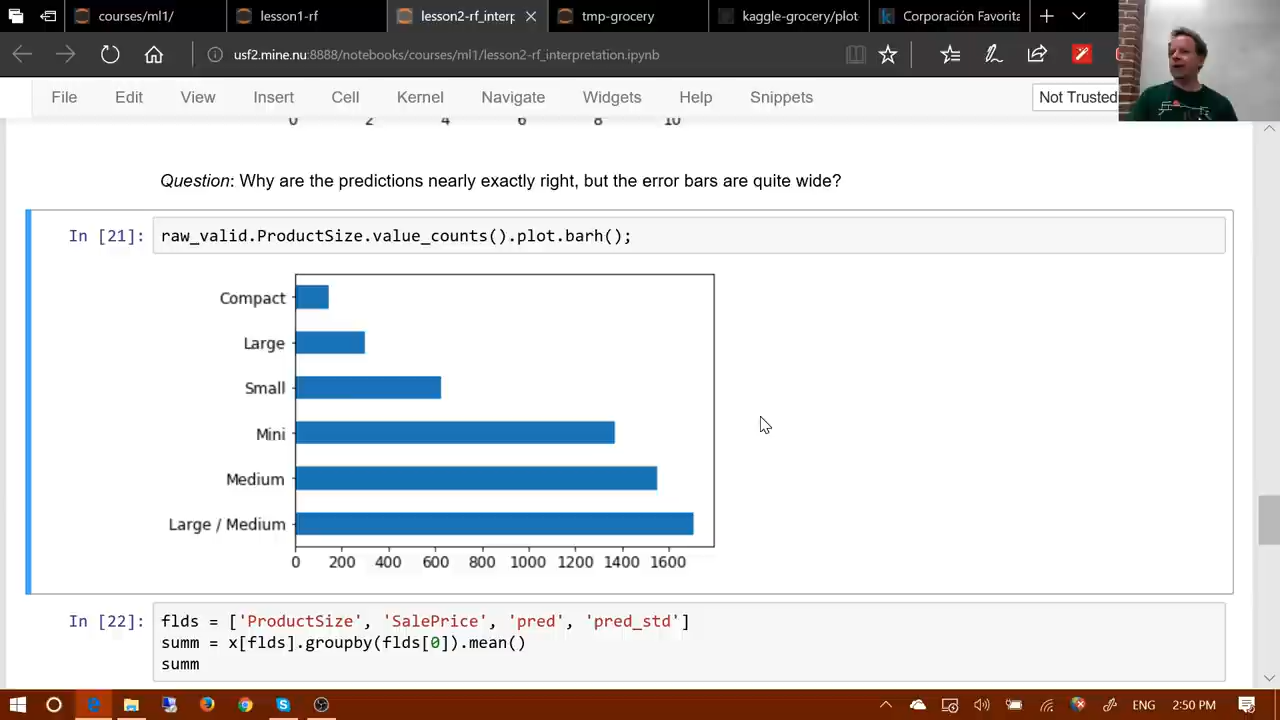 courses/ml1/
lesson1-rf
lesson2-rf_interp
tmp-grocery
kaggle-grocery/plot
Corporación Favorita
usf2.mine.nu:8888/notebooks/courses/ml1/lesson2-rf_interpretation.ipynb
File Edit View Insert Cell Kernel Navigate Widgets Help Snippets
Not Trusted
0 2 4 6 8 10
Question: Why are the predictions nearly exactly right, but the error bars are quite wide?
In [21]: raw_valid.ProductSize.value_counts().plot.barh();
Compact
Large
Small
Mini
Medium
Large / Medium
0 200 400 600 800 1000 1200 1400 1600
In [22]: flds = ['ProductSize', 'SalePrice', 'pred', 'pred_std']
summ = x[flds].groupby(flds[0]).mean()
summ
ENG 2:50 PM